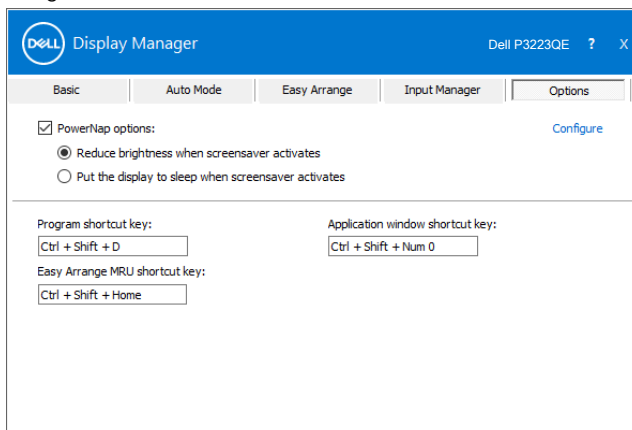 DELL Display Manager Dell P3223QE ? X
Basic Auto Mode Easy Arrange Input Manager Options
PowerNap options: Configure
Reduce brightness when screensaver activates
Put the display to sleep when screensaver activates
Program shortcut key: Application window shortcut key:
Ctrl + Shift + D Ctrl + Shift + Num 0
Easy Arrange MRU shortcut key:
Ctrl + Shift + Home